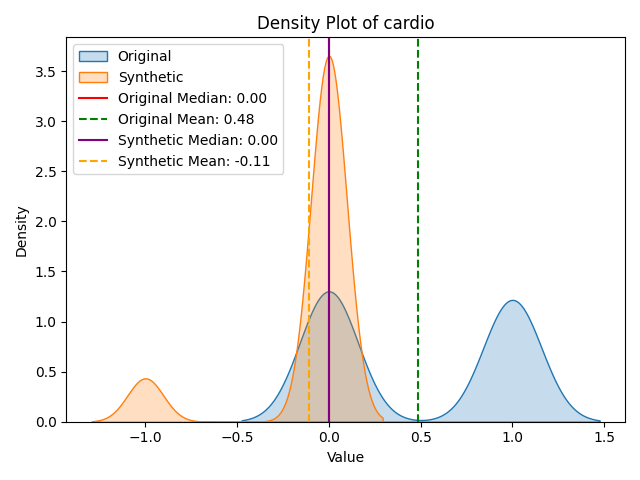 Density Plot of cardio
Original
Synthetic
Original Median: 0.00
Original Mean: 0.48
Synthetic Median: 0.00
Synthetic Mean: -0.11
Density
3.5
3.0
2.5
2.0
1.5
1.0
0.5
0.0
−1.0 −0.5 0.0 0.5 1.0 1.5
Value